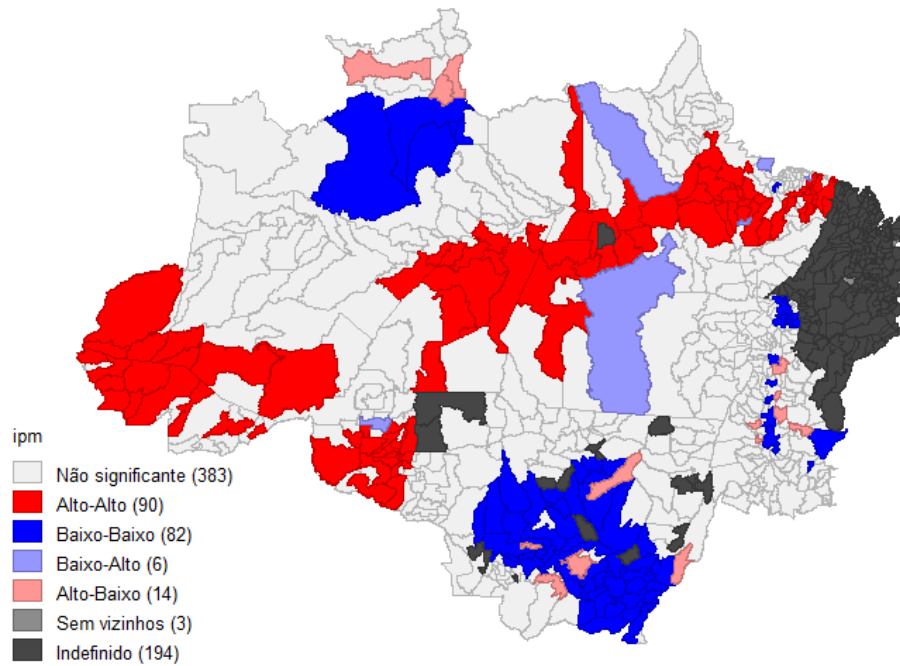 ipm
Não significante (383)
Alto-Alto (90)
Baixo-Baixo (82)
Baixo-Alto (6)
Alto-Baixo (14)
Sem vizinhos (3)
Indefinido (194)